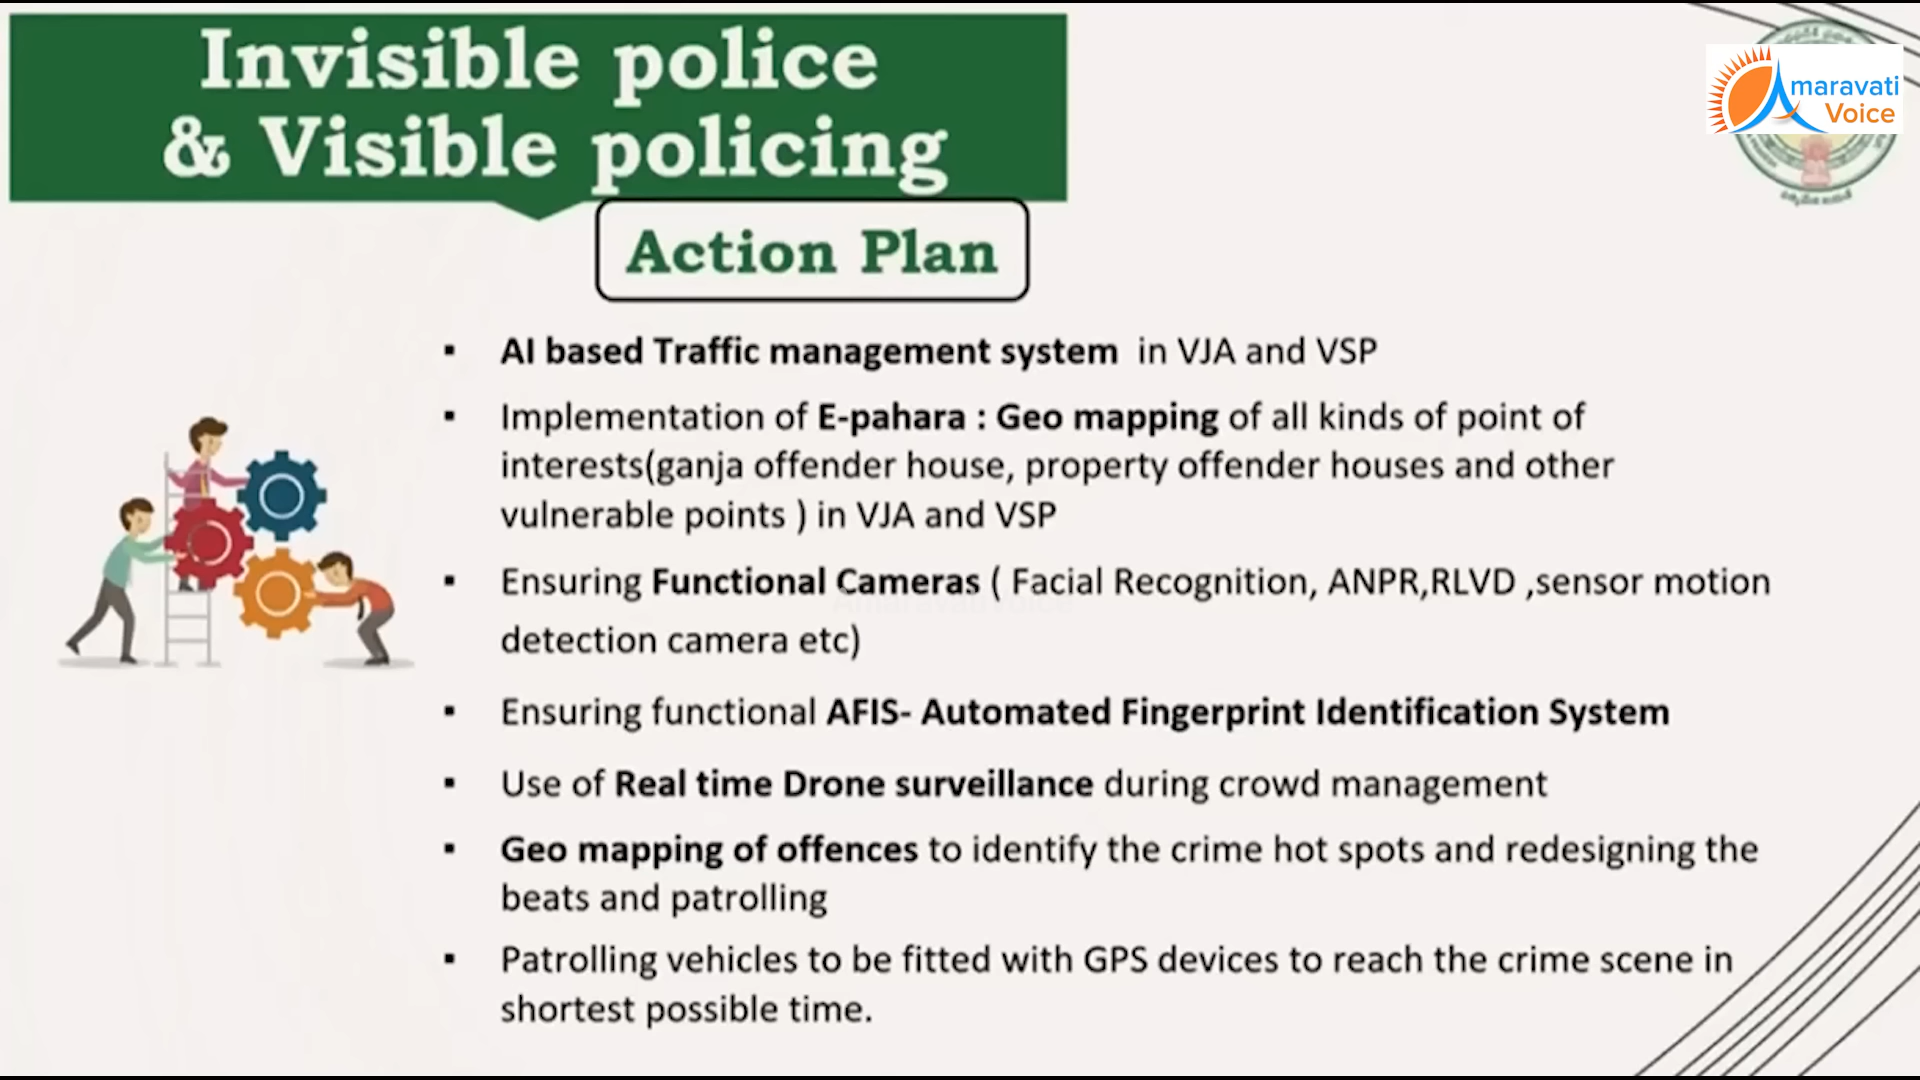 Invisible police
& Visible policing
Action Plan
maravati
Voice
▪ AI based Traffic management system in VJA and VSP
▪ Implementation of E-pahara : Geo mapping of all kinds of point of
interests(ganja offender house, property offender houses and other
vulnerable points ) in VJA and VSP
▪ Ensuring Functional Cameras ( Facial Recognition, ANPR,RLVD ,sensor motion
detection camera etc)
▪ Ensuring functional AFIS- Automated Fingerprint Identification System
▪ Use of Real time Drone surveillance during crowd management
▪ Geo mapping of offences to identify the crime hot spots and redesigning the
beats and patrolling
▪ Patrolling vehicles to be fitted with GPS devices to reach the crime scene in
shortest possible time.